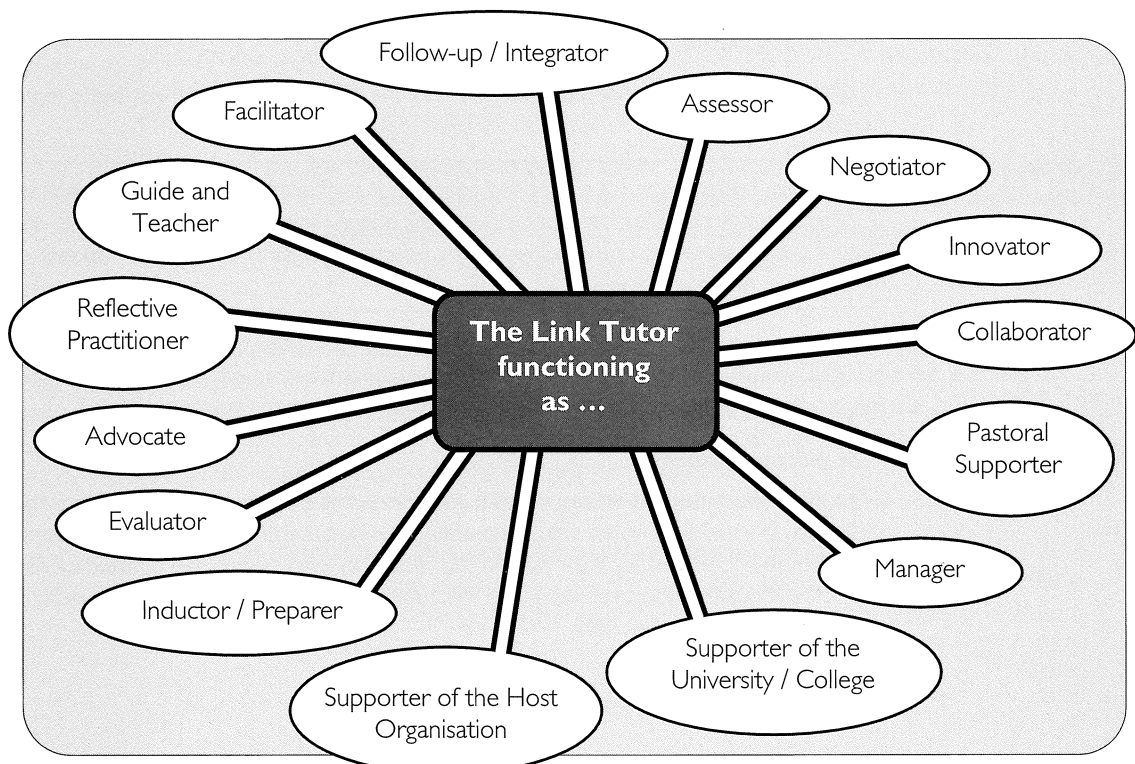 Follow-up / Integrator
Facilitator
Assessor
Negotiator
Guide and
Teacher
Innovator
Reflective
Practitioner
The Link Tutor
functioning
as ...
Collaborator
Advocate
Pastoral
Supporter
Evaluator
Manager
Inductor / Preparer
Supporter of the
University / College
Supporter of the Host
Organisation